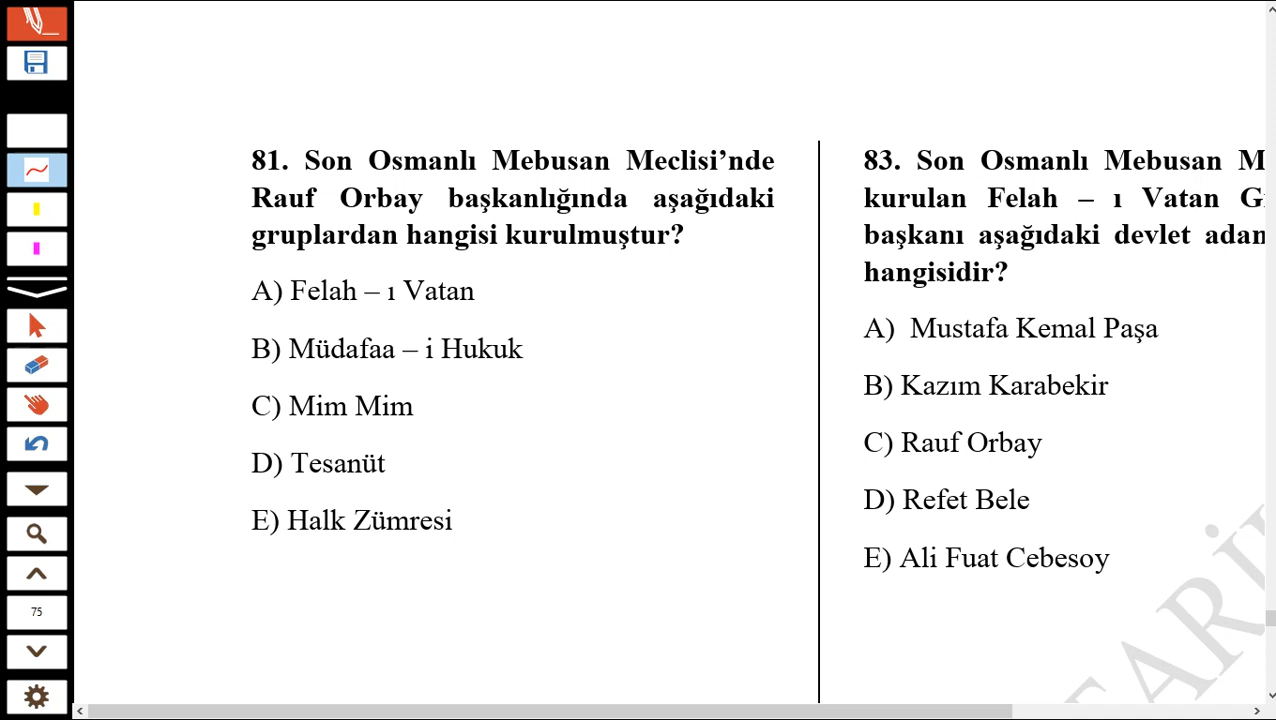 81. Son Osmanlı Mebusan Meclisi’nde
Rauf Orbay başkanlığında aşağıdaki
gruplardan hangisi kurulmuştur?
A) Felah – ı Vatan
B) Müdafaa – i Hukuk
C) Mim Mim
D) Tesanüt
E) Halk Zümresi
83. Son Osmanlı Mebusan
kurulan Felah – ı Vatan
başkanı aşağıdaki devlet
hangisidir?
A) Mustafa Kemal Paşa
B) Kazım Karabekir
C) Rauf Orbay
D) Refet Bele
E) Ali Fuat Cebesoy
75